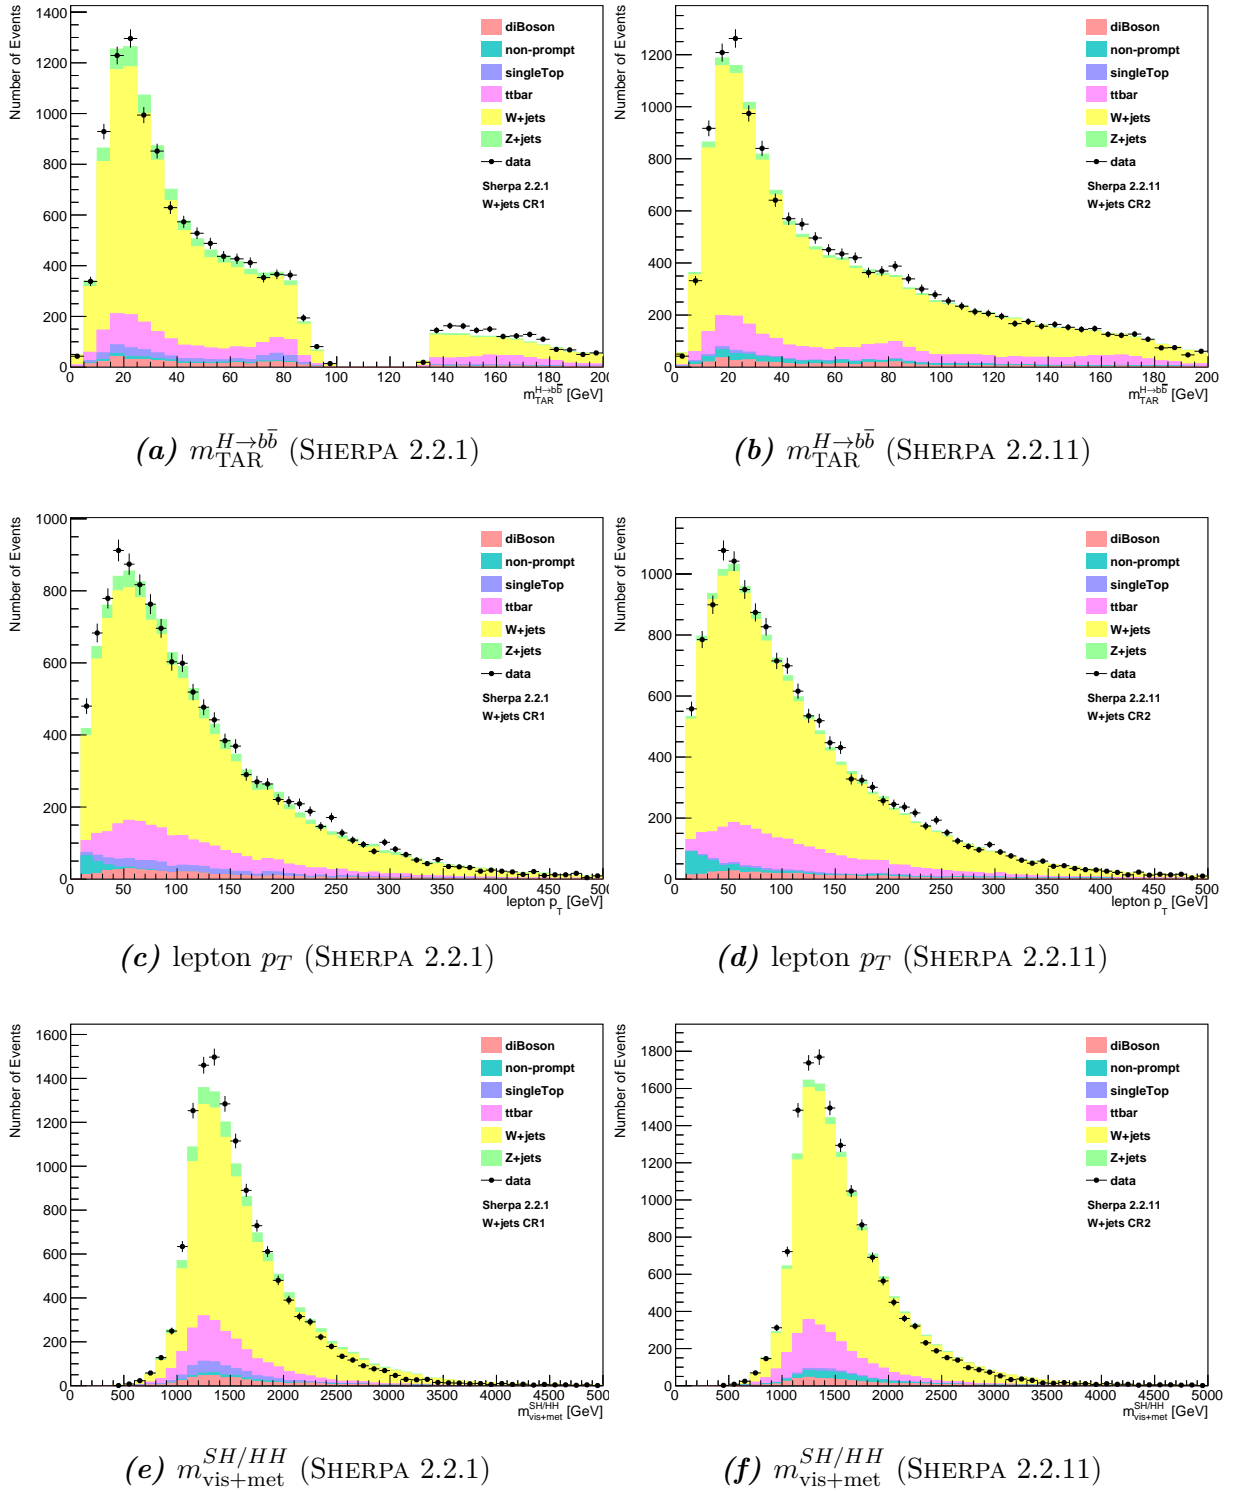 Number of Events
1400
1200
1000
800
600
400
200
0
0 20 40 60 80 100 120 140 160 180 200
m_TAR^{H→bb̅} [GeV]
diBoson
non-prompt
singleTop
ttbar
W+jets
Z+jets
data
Sherpa 2.2.1
W+jets CR1
(a) m_TAR^{H→bb̅} (SHERPA 2.2.1)
Number of Events
1200
1000
800
600
400
200
0
0 20 40 60 80 100 120 140 160 180 200
m_TAR^{H→bb̅} [GeV]
diBoson
non-prompt
singleTop
ttbar
W+jets
Z+jets
data
Sherpa 2.2.11
W+jets CR2
(b) m_TAR^{H→bb̅} (SHERPA 2.2.11)
Number of Events
1000
800
600
400
200
0
0 50 100 150 200 250 300 350 400 450 500
lepton p_T [GeV]
diBoson
non-prompt
singleTop
ttbar
W+jets
Z+jets
data
Sherpa 2.2.1
W+jets CR1
(c) lepton p_T (SHERPA 2.2.1)
Number of Events
1000
800
600
400
200
0
0 50 100 150 200 250 300 350 400 450 500
lepton p_T [GeV]
diBoson
non-prompt
singleTop
ttbar
W+jets
Z+jets
data
Sherpa 2.2.11
W+jets CR2
(d) lepton p_T (SHERPA 2.2.11)
Number of Events
1600
1400
1200
1000
800
600
400
200
0
0 500 1000 1500 2000 2500 3000 3500 4000 4500 5000
m_vis+met^{SH/HH} [GeV]
diBoson
non-prompt
singleTop
ttbar
W+jets
Z+jets
data
Sherpa 2.2.1
W+jets CR1
(e) m_vis+met^{SH/HH} (SHERPA 2.2.1)
Number of Events
1800
1600
1400
1200
1000
800
600
400
200
0
0 500 1000 1500 2000 2500 3000 3500 4000 4500 5000
m_vis+met^{SH/HH} [GeV]
diBoson
non-prompt
singleTop
ttbar
W+jets
Z+jets
data
Sherpa 2.2.11
W+jets CR2
(f) m_vis+met^{SH/HH} (SHERPA 2.2.11)